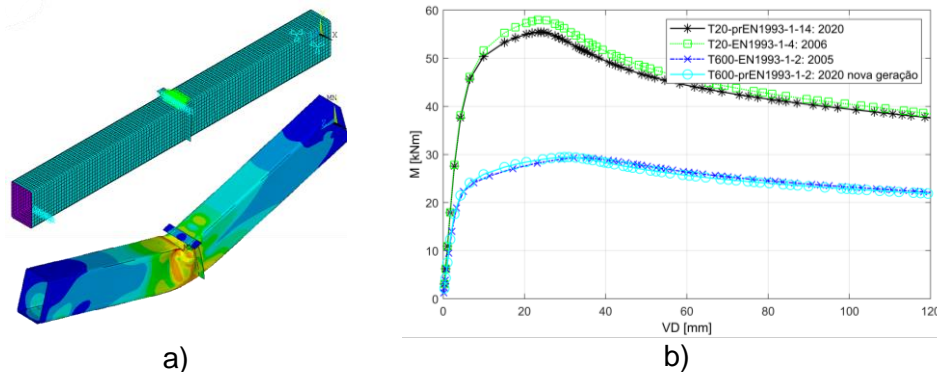 a)
M [kNm]
60
50
40
30
20
10
0
0 20 40 60 80 100 120
VD [mm]
T20-prEN1993-1-14: 2020
T20-EN1993-1-4: 2006
T600-EN1993-1-2: 2005
T600-prEN1993-1-2: 2020 nova geração
b)